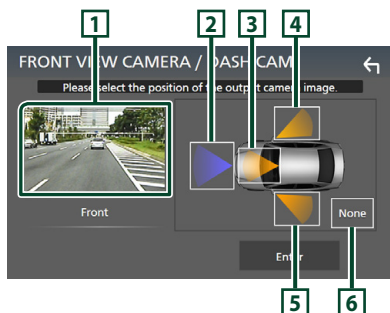 1 2 3 4
FRONT VIEW CAMERA / DASH CAM
Please select the position of the output camera image.
Front
None
Enter
5 6